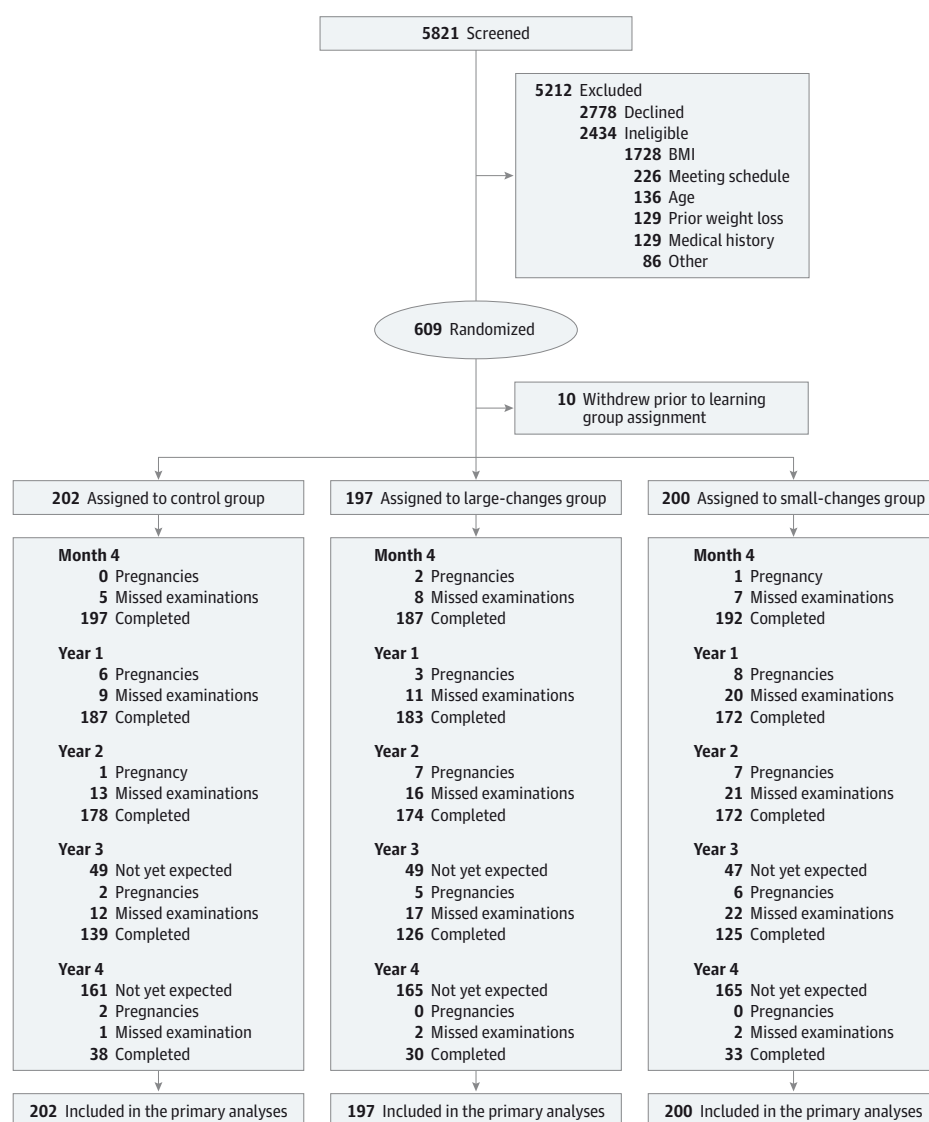 5821 Screened
5212 Excluded
2778 Declined
2434 Ineligible
1728 BMI
226 Meeting schedule
136 Age
129 Prior weight loss
129 Medical history
86 Other
609 Randomized
10 Withdrew prior to learning
group assignment
202 Assigned to control group
197 Assigned to large-changes group
200 Assigned to small-changes group
Month 4
0 Pregnancies
5 Missed examinations
197 Completed
Year 1
6 Pregnancies
9 Missed examinations
187 Completed
Year 2
1 Pregnancy
13 Missed examinations
178 Completed
Year 3
49 Not yet expected
2 Pregnancies
12 Missed examinations
139 Completed
Year 4
161 Not yet expected
2 Pregnancies
1 Missed examination
38 Completed
Month 4
2 Pregnancies
8 Missed examinations
187 Completed
Year 1
3 Pregnancies
11 Missed examinations
183 Completed
Year 2
7 Pregnancies
16 Missed examinations
174 Completed
Year 3
49 Not yet expected
5 Pregnancies
17 Missed examinations
126 Completed
Year 4
165 Not yet expected
0 Pregnancies
2 Missed examinations
30 Completed
Month 4
1 Pregnancy
7 Missed examinations
192 Completed
Year 1
8 Pregnancies
20 Missed examinations
172 Completed
Year 2
7 Pregnancies
21 Missed examinations
172 Completed
Year 3
47 Not yet expected
6 Pregnancies
22 Missed examinations
125 Completed
Year 4
165 Not yet expected
0 Pregnancies
2 Missed examinations
33 Completed
202 Included in the primary analyses
197 Included in the primary analyses
200 Included in the primary analyses